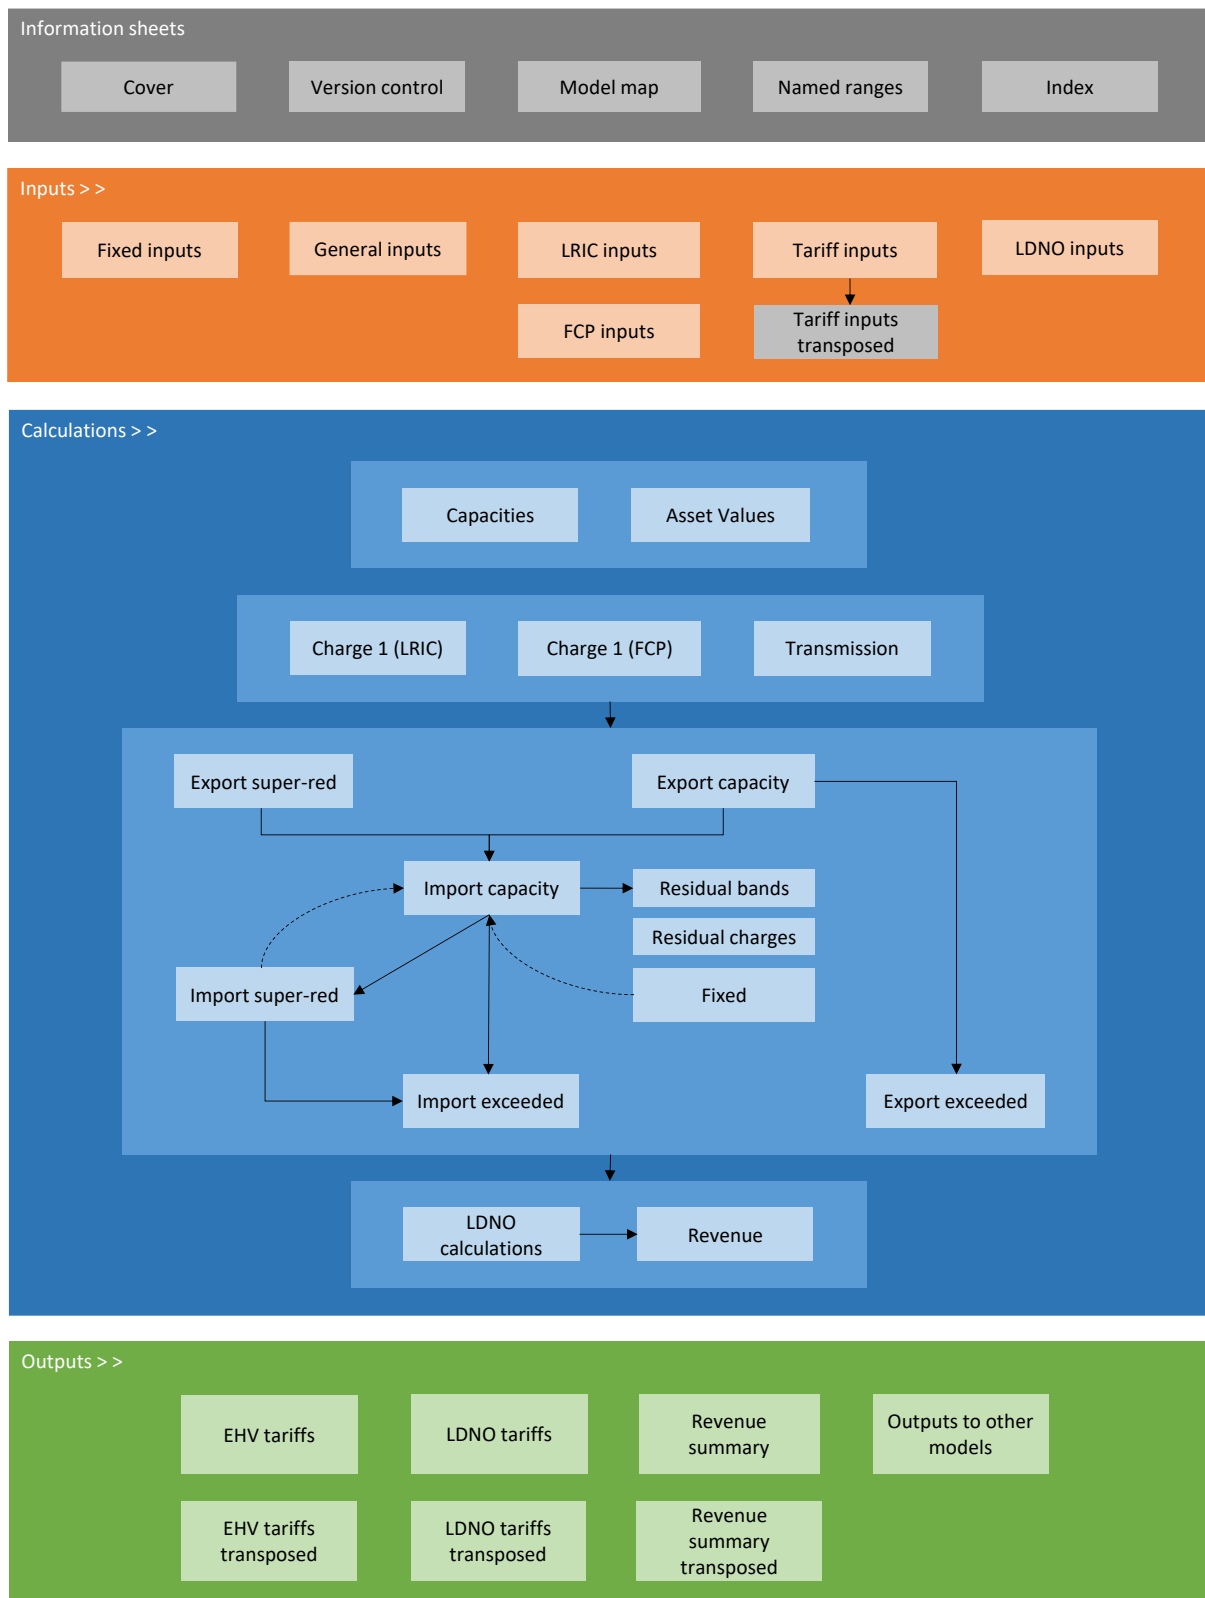 Information sheets
Cover
Version control
Model map
Named ranges
Index
Inputs > >
Fixed inputs
General inputs
LRIC inputs
Tariff inputs
LDNO inputs
FCP inputs
Tariff inputs
transposed
Calculations > >
Capacities
Asset Values
Charge 1 (LRIC)
Charge 1 (FCP)
Transmission
Export super-red
Export capacity
Import capacity
Residual bands
Residual charges
Import super-red
Fixed
Import exceeded
Export exceeded
LDNO
calculations
Revenue
Outputs > >
EHV tariffs
LDNO tariffs
Revenue
summary
Outputs to other
models
EHV tariffs
transposed
LDNO tariffs
transposed
Revenue
summary
transposed